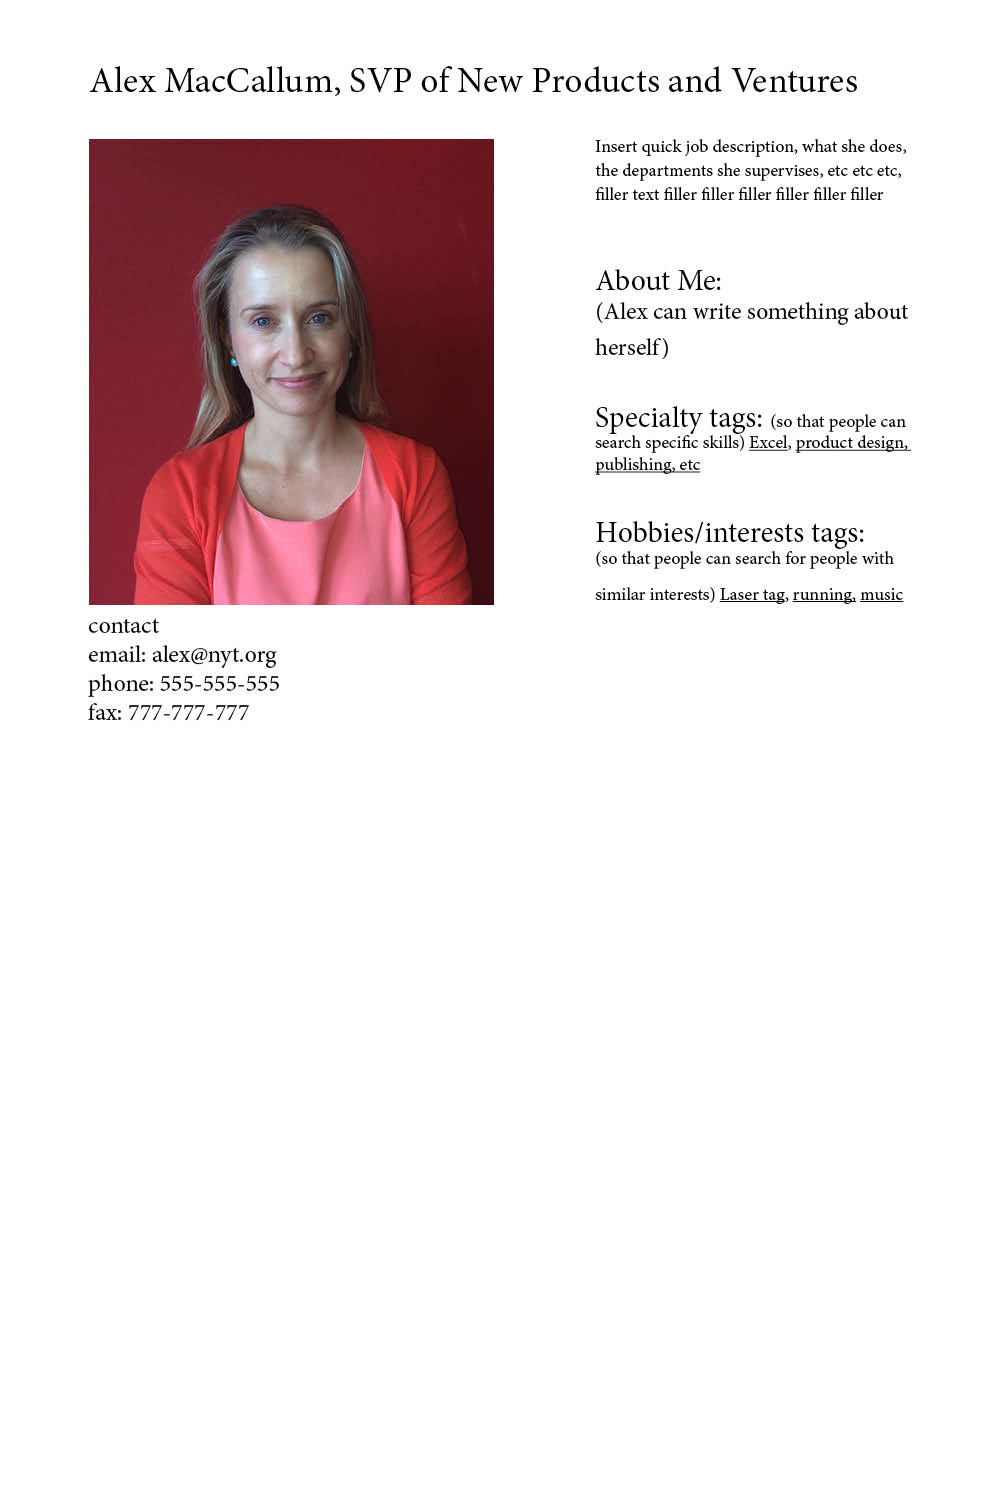 Alex MacCallum, SVP of New Products and Ventures
Insert quick job description, what she does,
the departments she supervises, etc etc etc,
filler text filler filler filler filler filler filler
About Me:
(Alex can write something about
herself)
Specialty tags: (so that people can
search specific skills) Excel, product design,
publishing, etc
Hobbies/interests tags:
(so that people can search for people with
similar interests) Laser tag, running, music
contact
email: alex@nyt.org
phone: 555-555-555
fax: 777-777-777